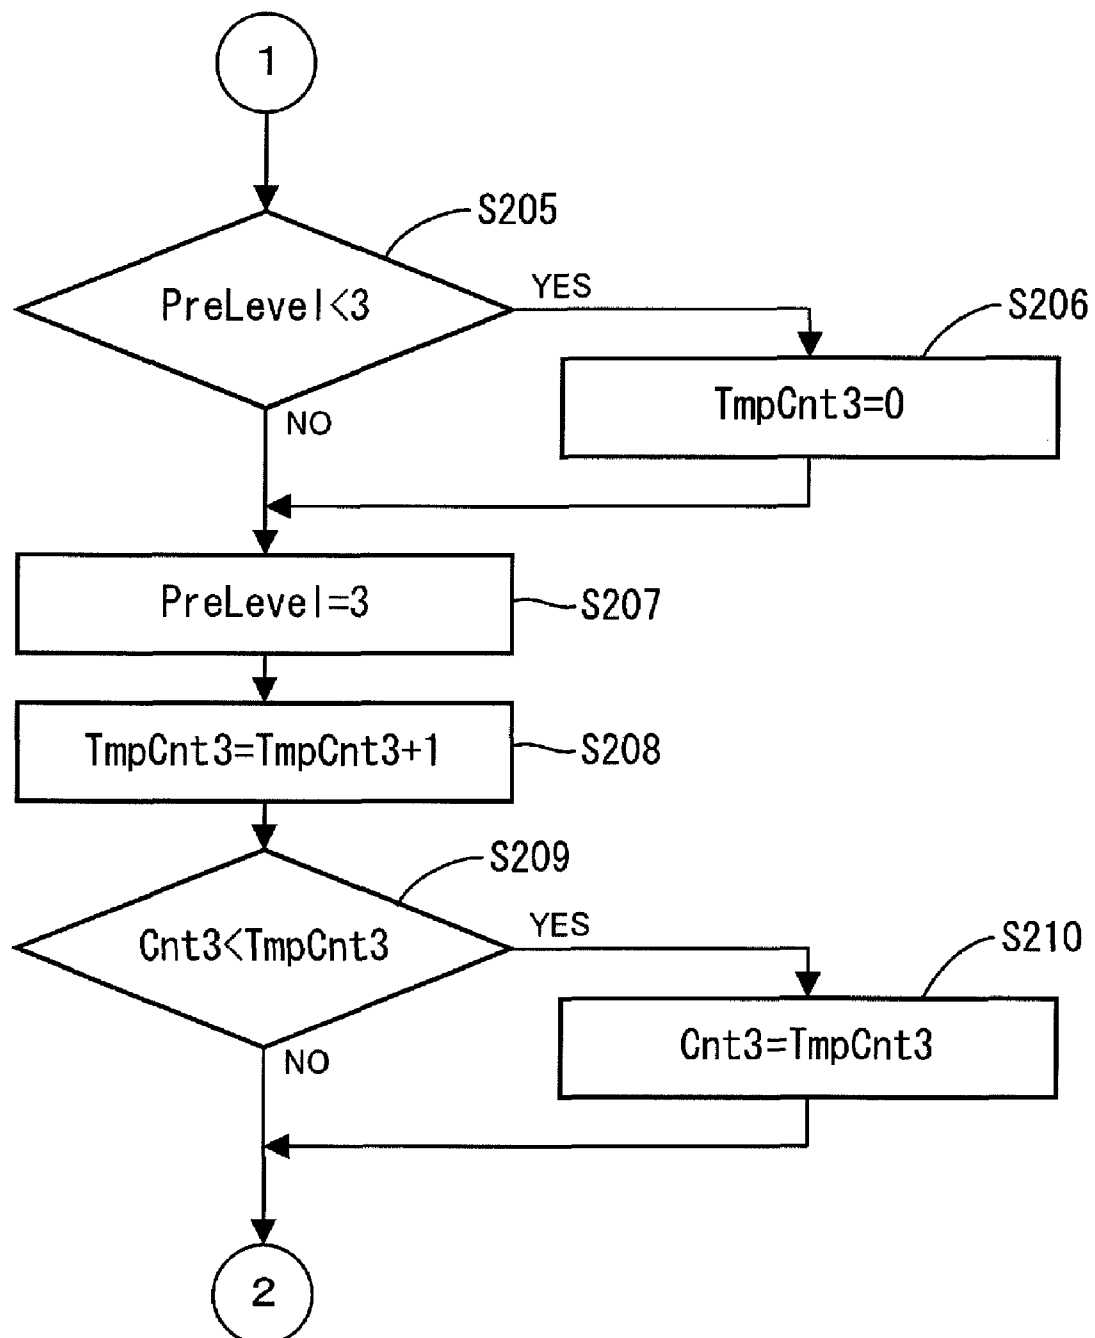 1
S205
PreLevel<3
YES
S206
TmpCnt3=0
NO
PreLevel=3
S207
TmpCnt3=TmpCnt3+1
S208
S209
Cnt3<TmpCnt3
YES
S210
Cnt3=TmpCnt3
NO
2